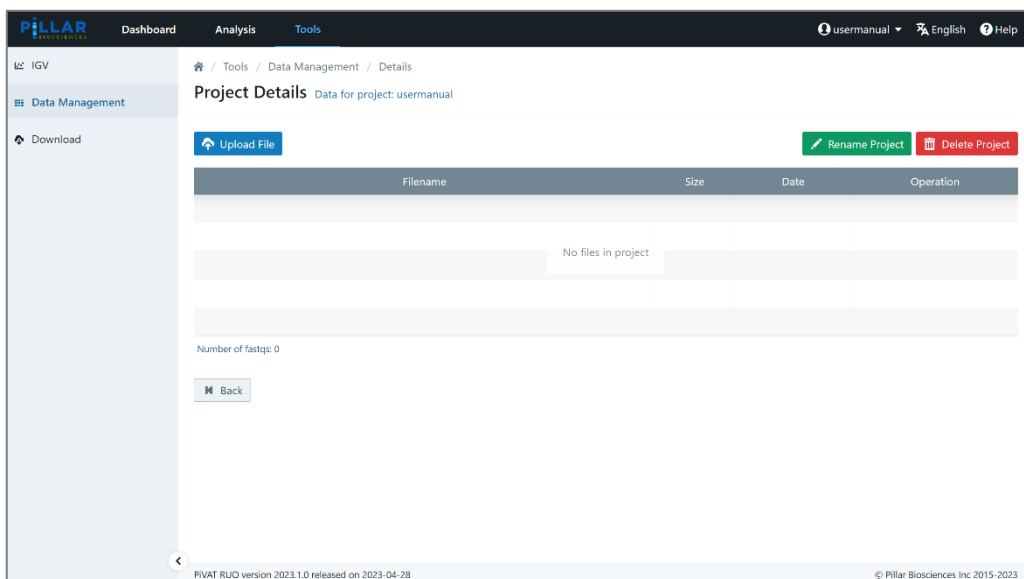 PiLLAR
BIOSCIENCES
Dashboard
Analysis
Tools
usermanual
English
Help
IGV
Data Management
Download
/ Tools / Data Management / Details
Project Details Data for project: usermanual
Upload File
Rename Project
Delete Project
Filename Size Date Operation
No files in project
Number of fastqs: 0
Back
PiVAT RUO version 2023.1.0 released on 2023-04-28
© Pillar Biosciences Inc 2015-2023